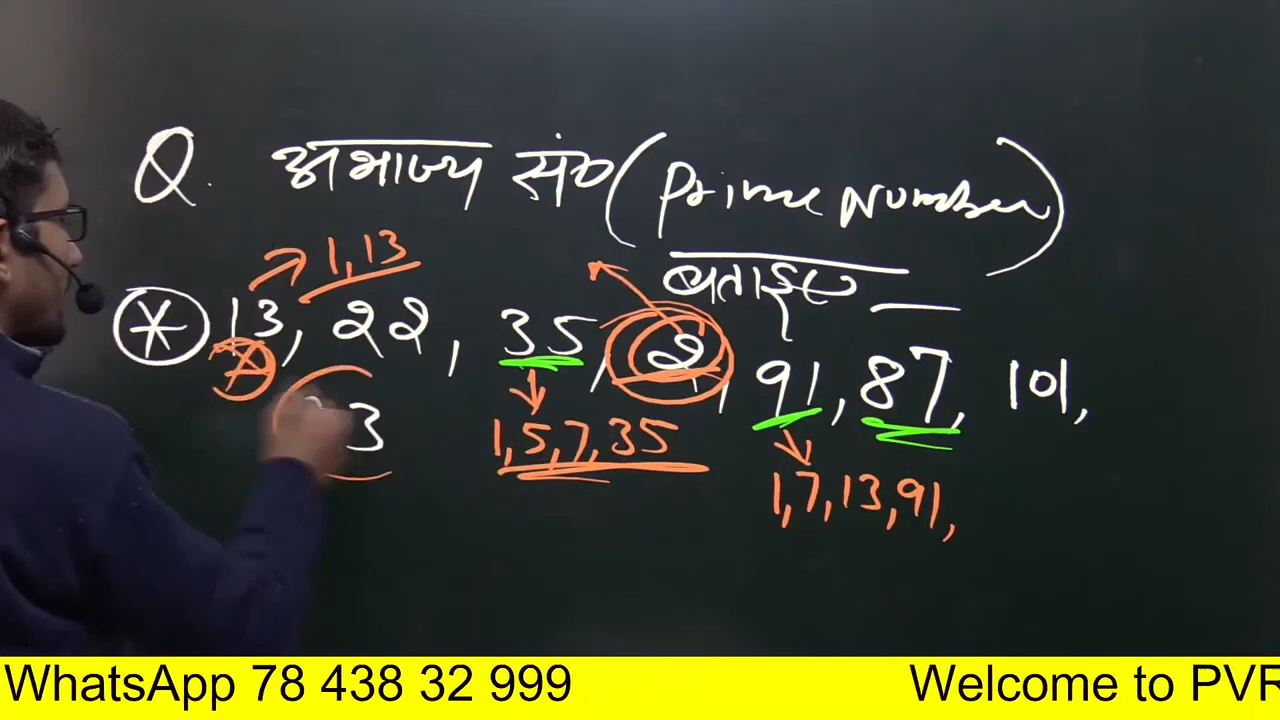 Q. अभाज्य सं० (Prime Number)
बताइए
1,13
13, 22, 35, 2, 91, 87, 101,
3
1,5,7,35
1,7,13,91,
WhatsApp 78 438 32 999
Welcome to PVR